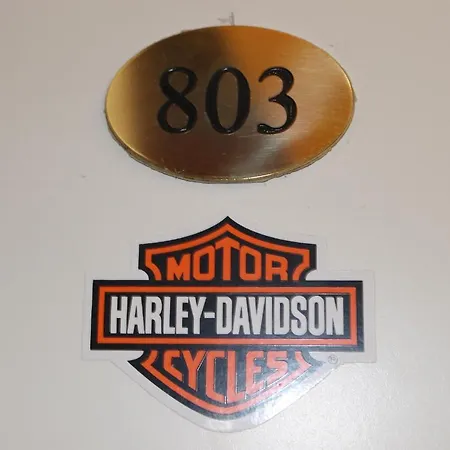 803
MOTOR
HARLEY-DAVIDSON
CYCLES
®